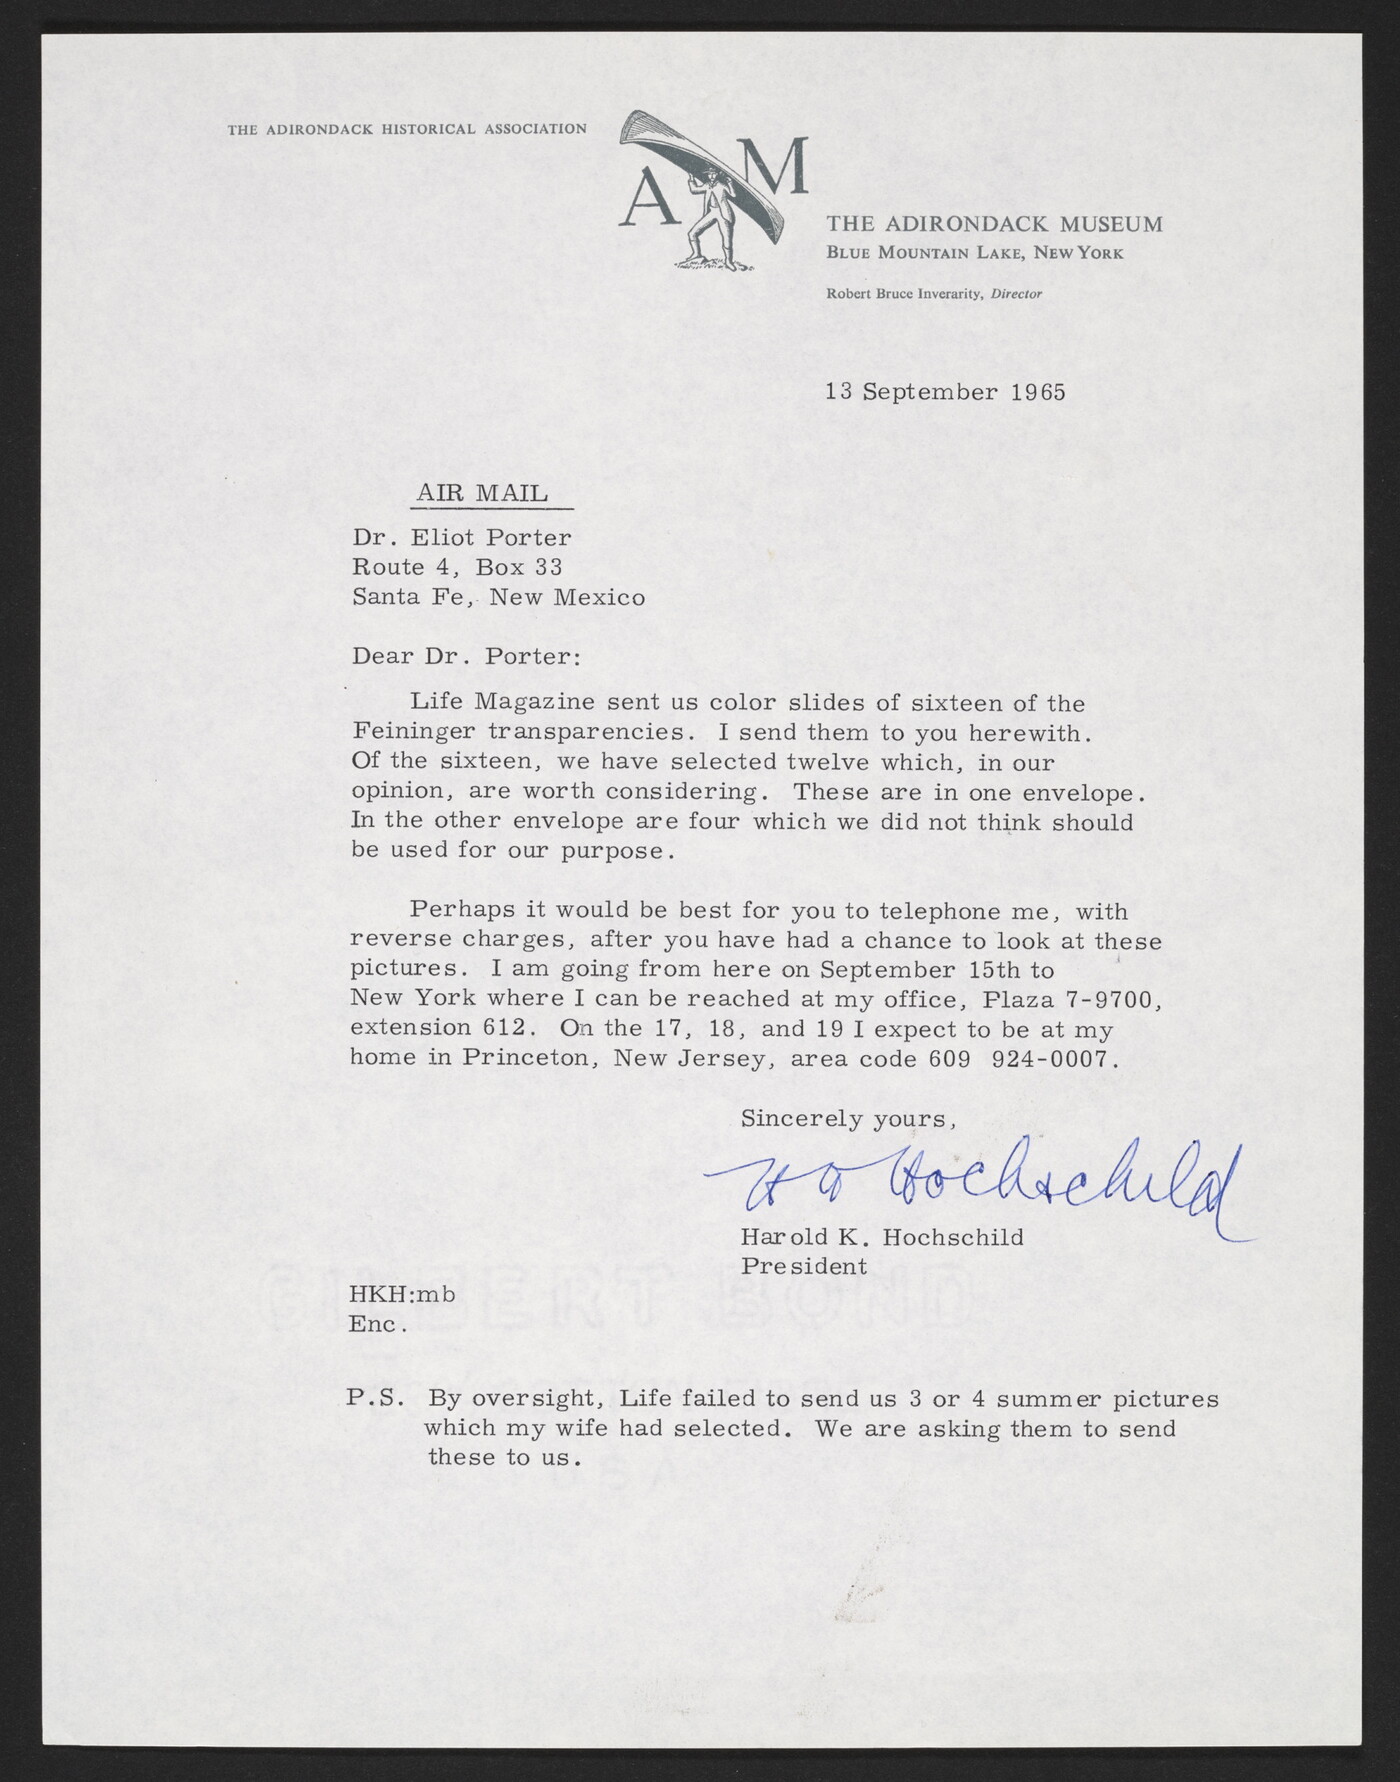 THE ADIRONDACK HISTORICAL ASSOCIATION
A M
THE ADIRONDACK MUSEUM
BLUE MOUNTAIN LAKE, NEW YORK
Robert Bruce Inverarity, Director
13 September 1965
AIR MAIL
Dr. Eliot Porter
Route 4, Box 33
Santa Fe, New Mexico
Dear Dr. Porter:
Life Magazine sent us color slides of sixteen of the
Feininger transparencies. I send them to you herewith.
Of the sixteen, we have selected twelve which, in our
opinion, are worth considering. These are in one envelope.
In the other envelope are four which we did not think should
be used for our purpose.
Perhaps it would be best for you to telephone me, with
reverse charges, after you have had a chance to look at these
pictures. I am going from here on September 15th to
New York where I can be reached at my office, Plaza 7-9700,
extension 612. On the 17, 18, and 19 I expect to be at my
home in Princeton, New Jersey, area code 609 924-0007.
Sincerely yours,
H K Hochschild
Harold K. Hochschild
President
GILBERT BOND
HKH:mb
Enc.
P.S. By oversight, Life failed to send us 3 or 4 summer pictures
which my wife had selected. We are asking them to send
these to us.